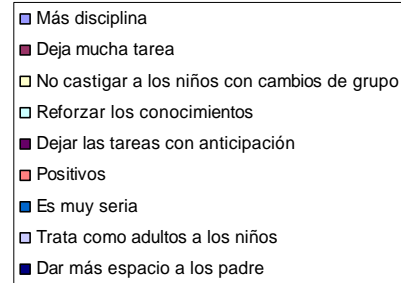 Más disciplina
Deja mucha tarea
No castigar a los niños con cambios de grupo
Reforzar los conocimientos
Dejar las tareas con anticipación
Positivos
Es muy seria
Trata como adultos a los niños
Dar más espacio a los padre